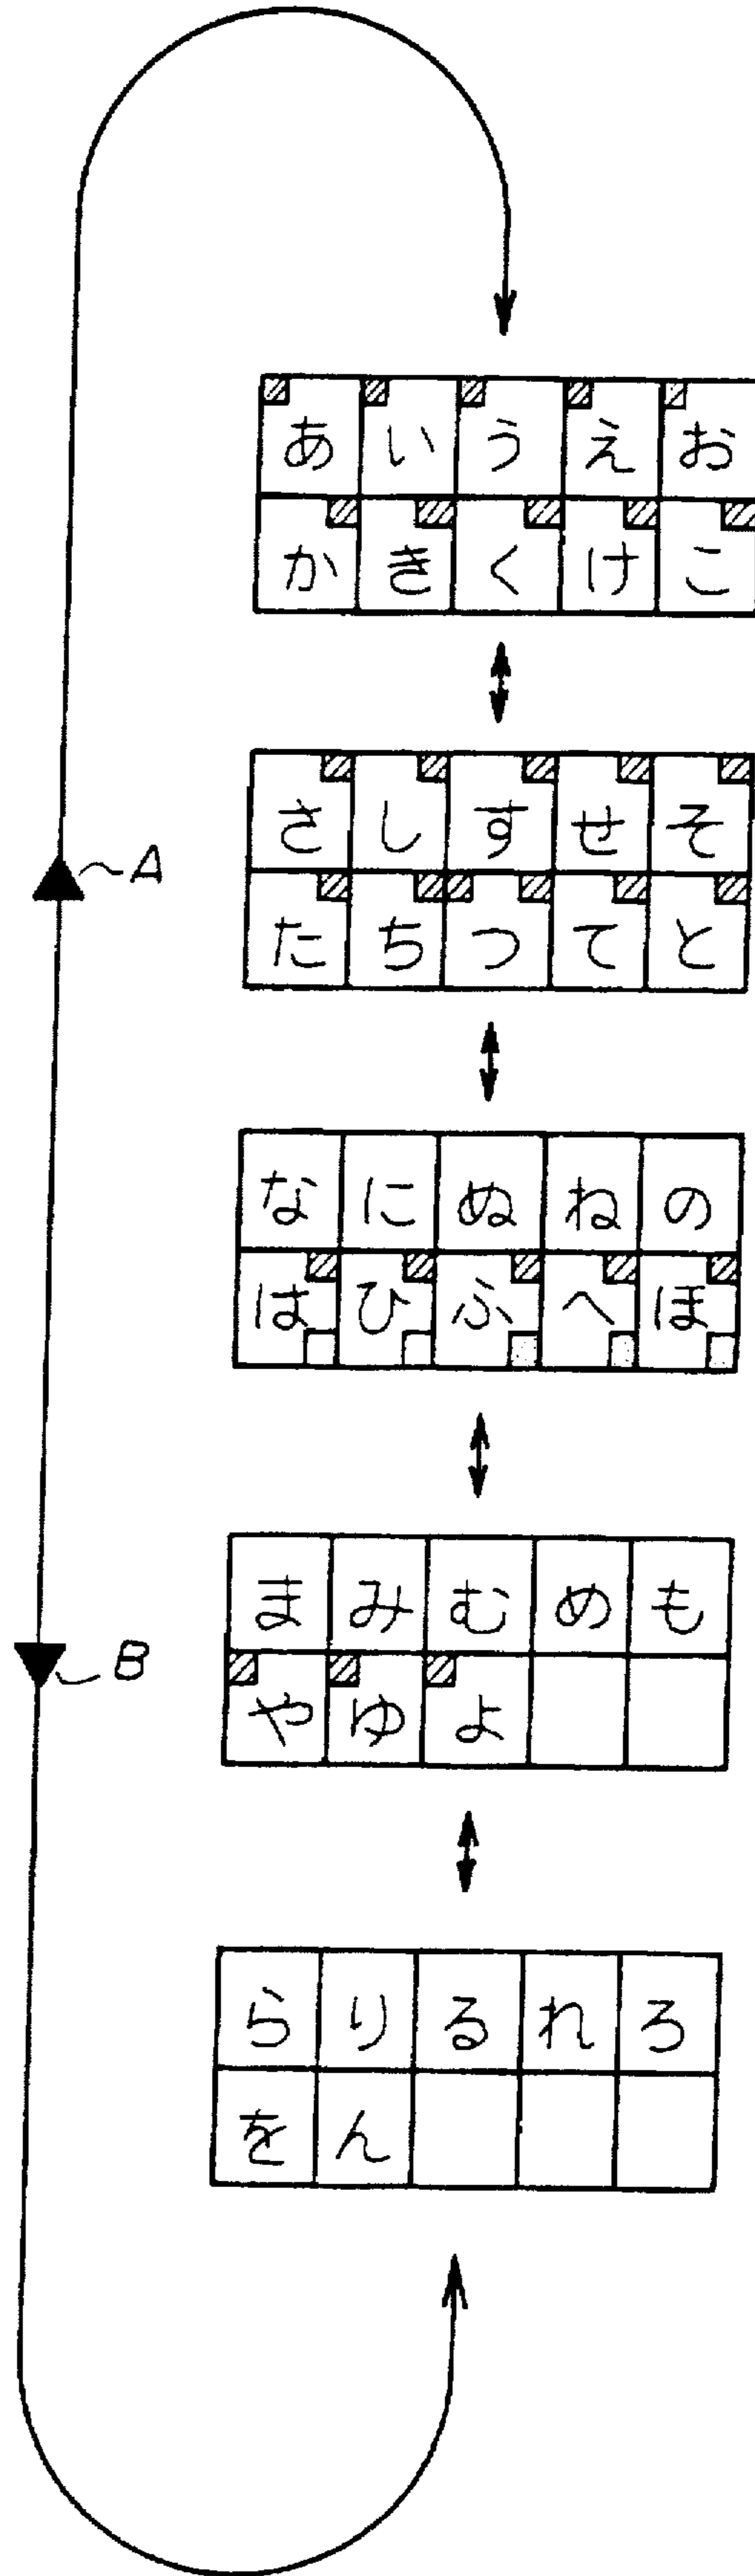 あ い う え お
か き く け こ
さ し す せ そ
A
た ち つ て と
な に ぬ ね の
は ひ ふ へ ほ
ま み む め も
B
や ゆ よ
ら り る れ ろ
を ん